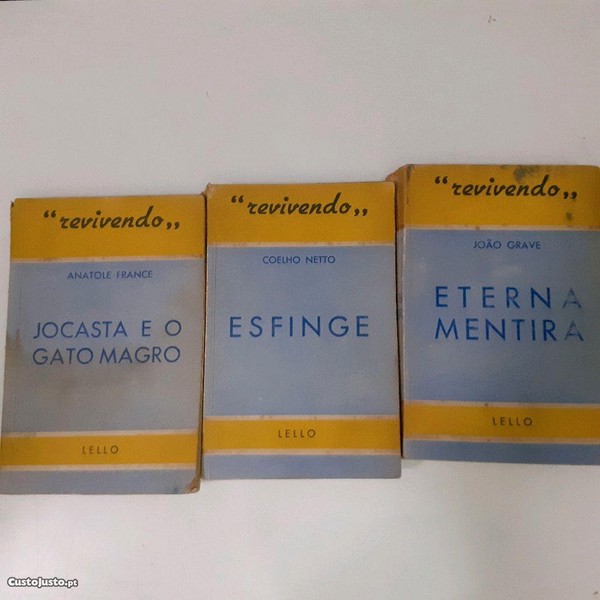 “revivendo„
ANATOLE FRANCE
JOCASTA E O
GATO MAGRO
LELLO
“revivendo„
COELHO NETTO
ESFINGE
LELLO
“revivendo„
JOÃO GRAVE
ETERNA
MENTIRA
LELLO
CustoJusto.pt